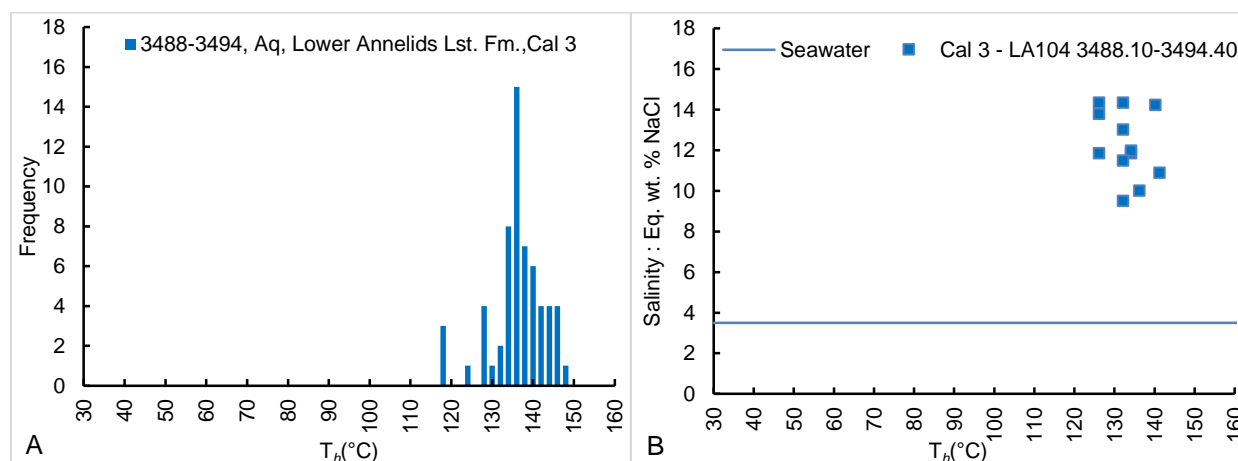 3488-3494, Aq, Lower Annelids Lst. Fm.,Cal 3
Frequency
18
16
14
12
10
8
6
4
2
0
30 40 50 60 70 80 90 100 110 120 130 140 150 160
A
T_h(°C)
Seawater Cal 3 - LA104 3488.10-3494.40
Salinity : Eq. wt. % NaCl
18
16
14
12
10
8
6
4
2
0
30 40 50 60 70 80 90 100 110 120 130 140 150 160
B
T_h(°C)